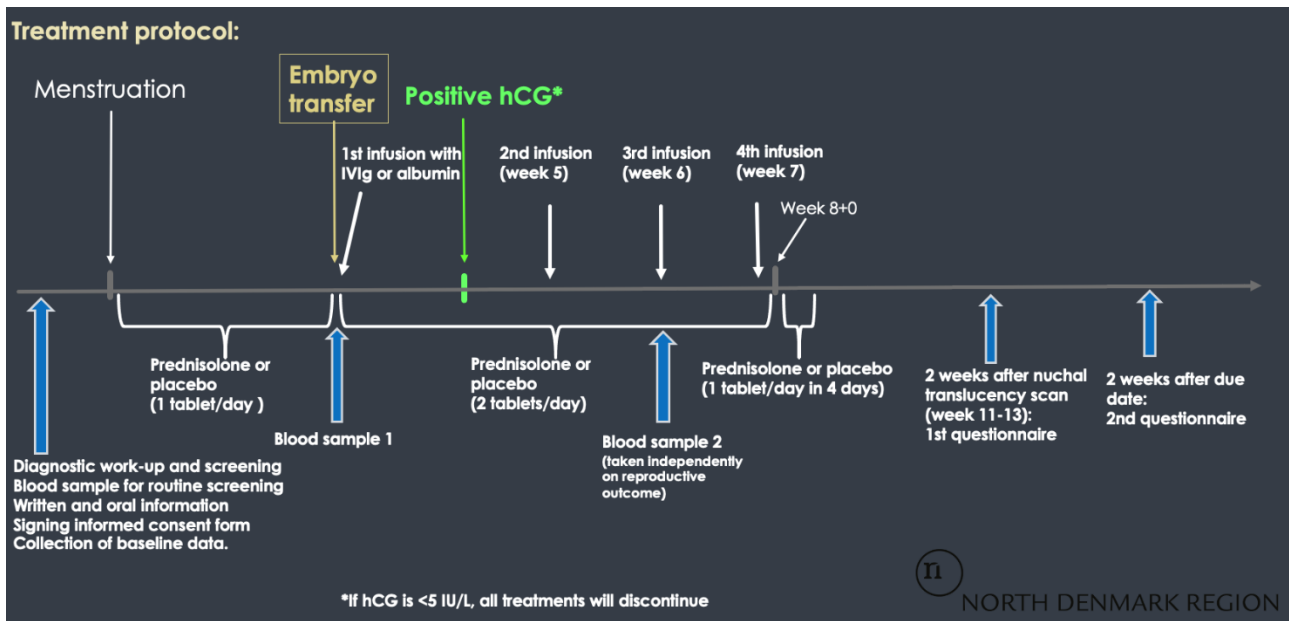 Treatment protocol:
Menstruation
Embryo
transfer
Positive hCG*
1st infusion with
IVIg or albumin
2nd infusion
(week 5)
3rd infusion
(week 6)
4th infusion
(week 7)
Week 8+0
Prednisolone or
placebo
(1 tablet/day )
Prednisolone or
placebo
(2 tablets/day)
Prednisolone or placebo
(1 tablet/day in 4 days)
2 weeks after nuchal
translucency scan
(week 11-13):
1st questionnaire
2 weeks after due
date:
2nd questionnaire
Blood sample 1
Blood sample 2
(taken independently
on reproductive
outcome)
Diagnostic work-up and screening
Blood sample for routine screening
Written and oral information
Signing informed consent form
Collection of baseline data.
*If hCG is <5 IU/L, all treatments will discontinue
rn
NORTH DENMARK REGION